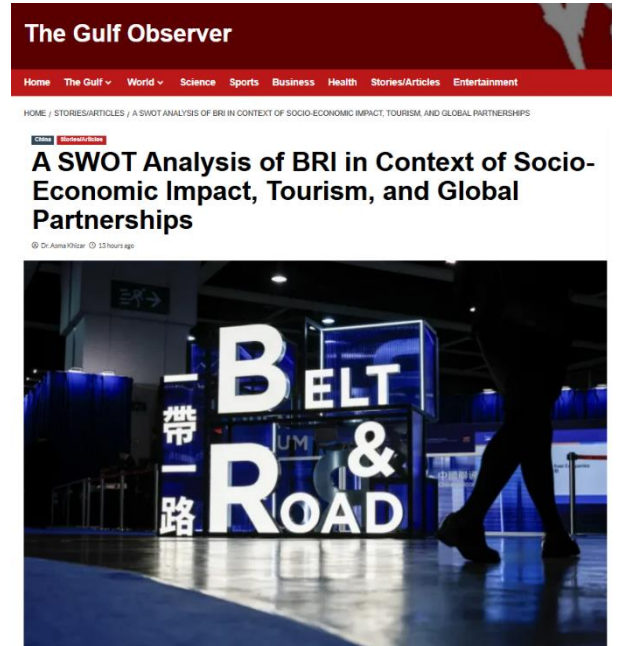 The Gulf Observer
Home The Gulf World Science Sports Business Health Stories/Articles Entertainment
HOME / STORIES/ARTICLES / A SWOT ANALYSIS OF BRI IN CONTEXT OF SOCIO-ECONOMIC IMPACT, TOURISM, AND GLOBAL PARTNERSHIPS
China Stories/Articles
A SWOT Analysis of BRI in Context of Socio-
Economic Impact, Tourism, and Global
Partnerships
Dr. Asma Khizar 13 hours ago
一帶一路
BELT
&
ROAD
UM